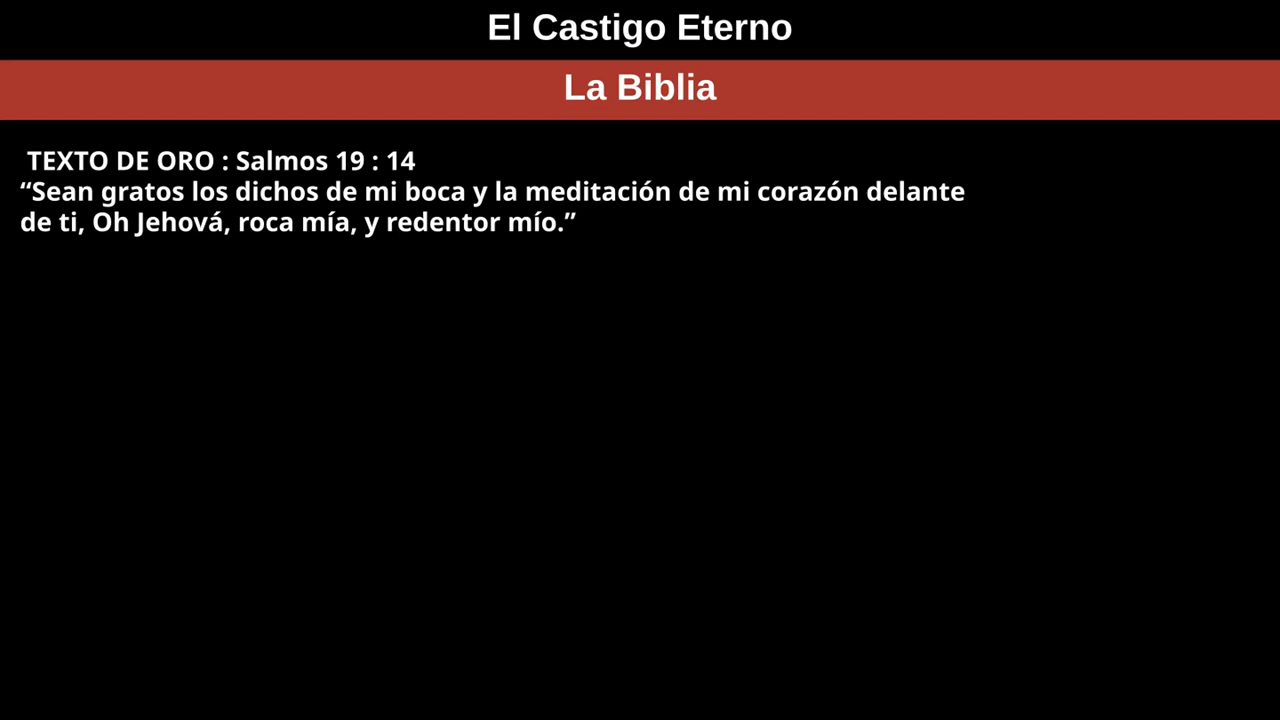 El Castigo Eterno
La Biblia
TEXTO DE ORO : Salmos 19 : 14
“Sean gratos los dichos de mi boca y la meditación de mi corazón delante
de ti, Oh Jehová, roca mía, y redentor mío.”